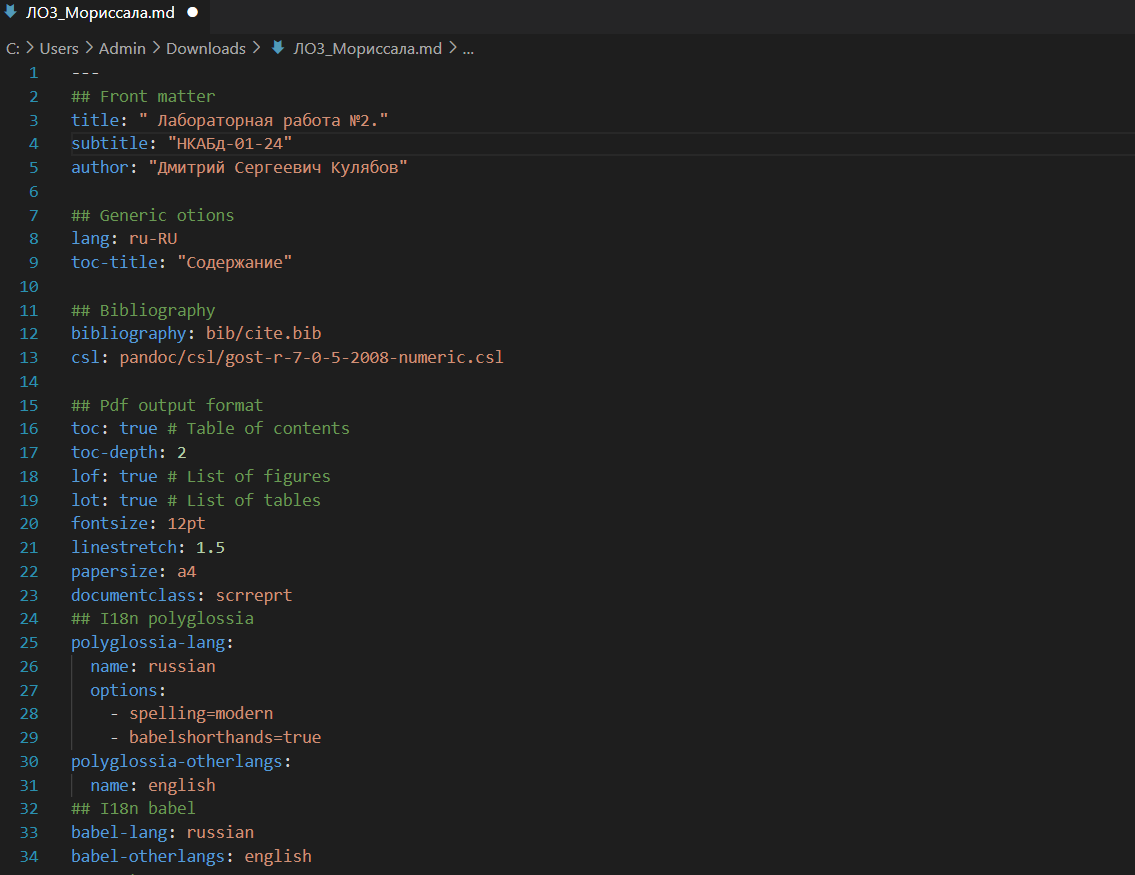 ЛО3_Мориссала.md ●
C: > Users > Admin > Downloads > ЛО3_Мориссала.md > ...
1 ---
2 ## Front matter
3 title: " Лабораторная работа №2."
4 subtitle: "НКАБд-01-24"
5 author: "Дмитрий Сергеевич Кулябов"
6
7 ## Generic otions
8 lang: ru-RU
9 toc-title: "Содержание"
10
11 ## Bibliography
12 bibliography: bib/cite.bib
13 csl: pandoc/csl/gost-r-7-0-5-2008-numeric.csl
14
15 ## Pdf output format
16 toc: true # Table of contents
17 toc-depth: 2
18 lof: true # List of figures
19 lot: true # List of tables
20 fontsize: 12pt
21 linestretch: 1.5
22 papersize: a4
23 documentclass: scrreprt
24 ## I18n polyglossia
25 polyglossia-lang:
26   name: russian
27   options:
28     - spelling=modern
29     - babelshorthands=true
30 polyglossia-otherlangs:
31   name: english
32 ## I18n babel
33 babel-lang: russian
34 babel-otherlangs: english